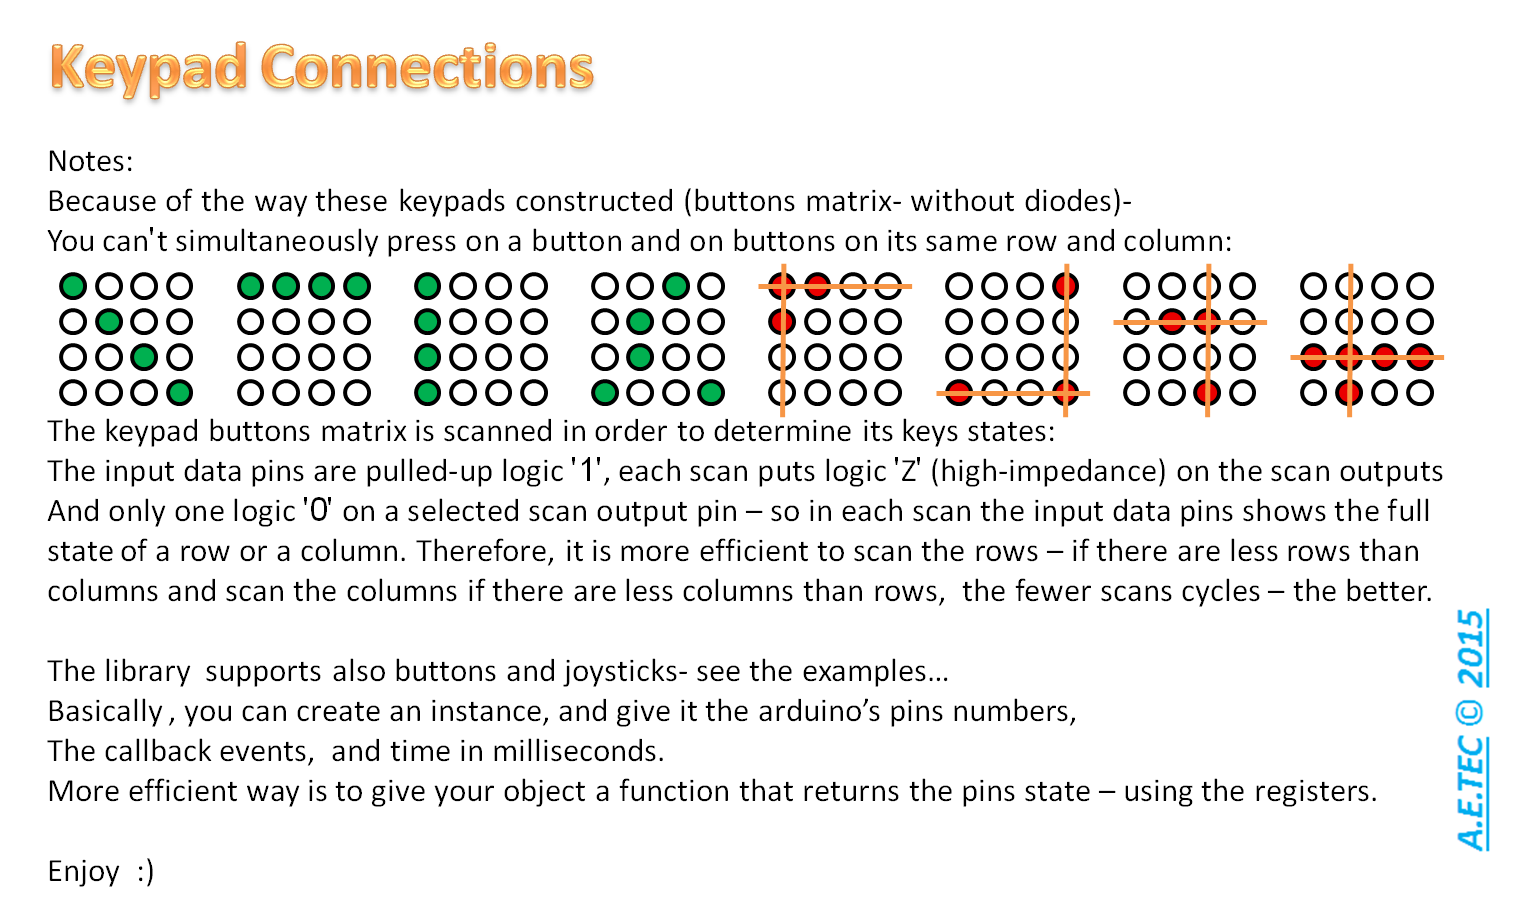 Keypad Connections
Notes:
Because of the way these keypads constructed (buttons matrix- without diodes)-
You can't simultaneously press on a button and on buttons on its same row and column:
The keypad buttons matrix is scanned in order to determine its keys states:
The input data pins are pulled-up logic '1', each scan puts logic 'Z' (high-impedance) on the scan outputs
And only one logic '0' on a selected scan output pin – so in each scan the input data pins shows the full
state of a row or a column. Therefore, it is more efficient to scan the rows – if there are less rows than
columns and scan the columns if there are less columns than rows,  the fewer scans cycles – the better.
The library  supports also buttons and joysticks- see the examples...
Basically , you can create an instance, and give it the arduino’s pins numbers,
The callback events,  and time in milliseconds.
More efficient way is to give your object a function that returns the pins state – using the registers.
Enjoy  :)
A.E.TEC © 2015